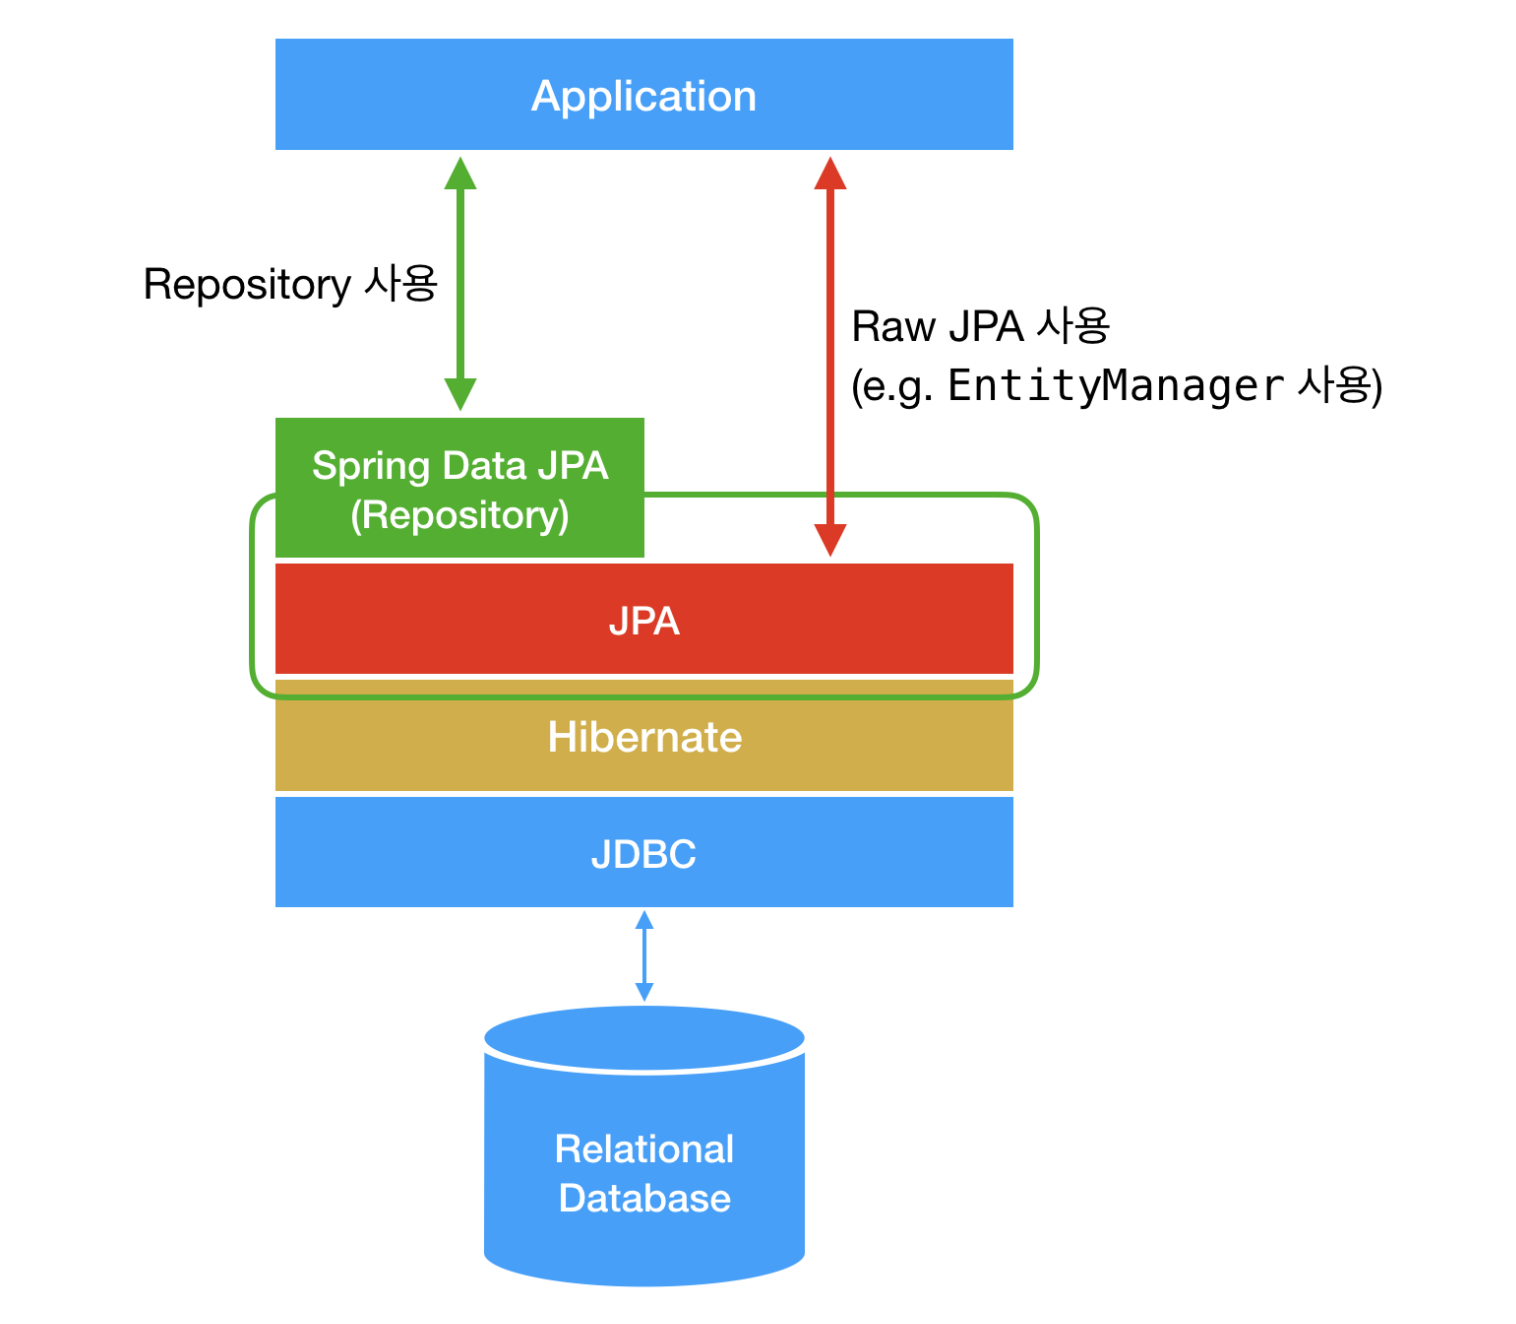 Application
Repository 사용
Raw JPA 사용
(e.g. EntityManager 사용)
Spring Data JPA
(Repository)
JPA
Hibernate
JDBC
Relational
Database